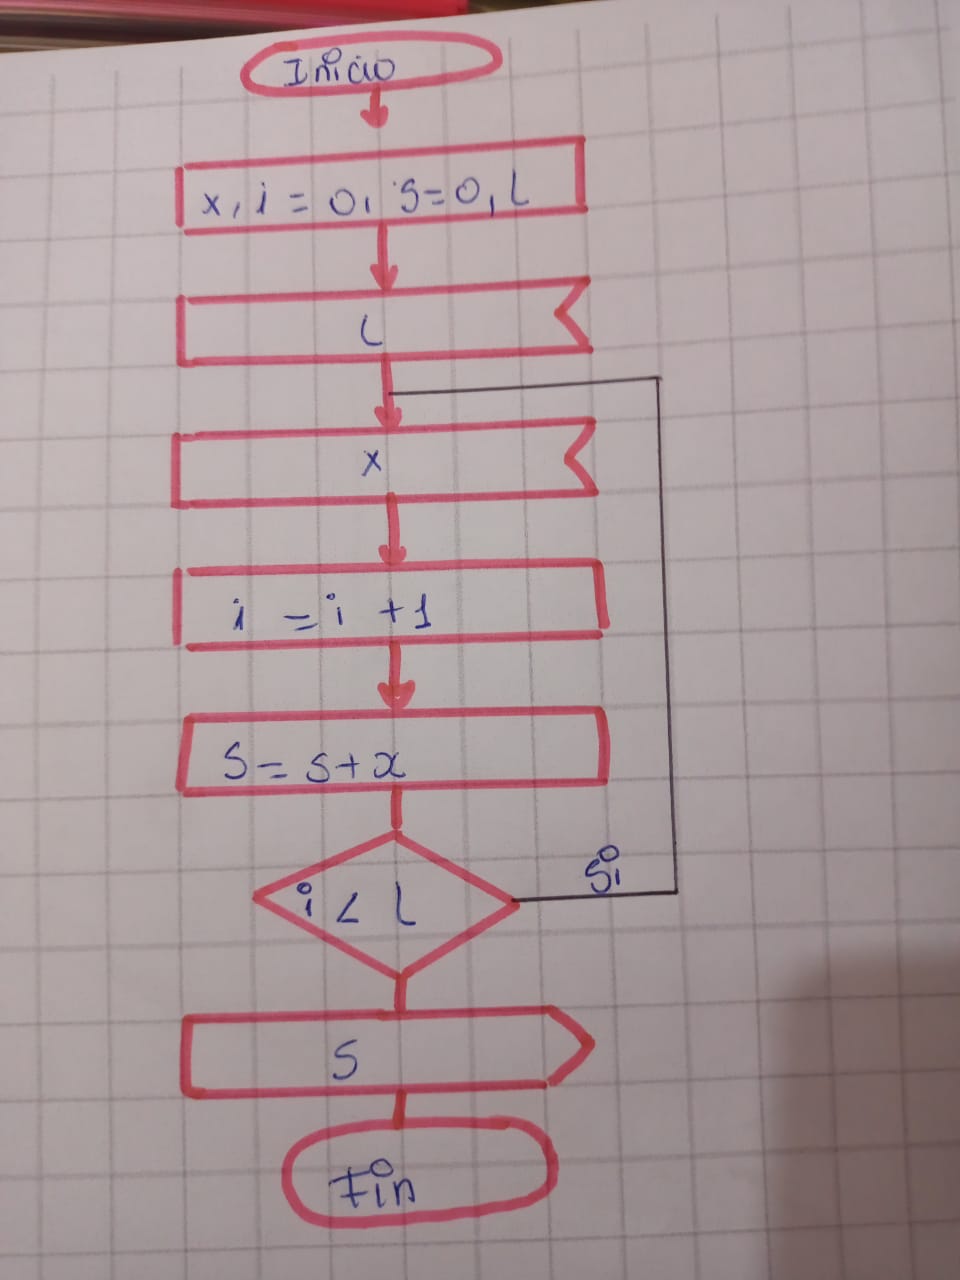 Inicio
x, i = 0, S=0, L
L
x
i = i + 1
S = S + x
i < L
Si
S
Fin